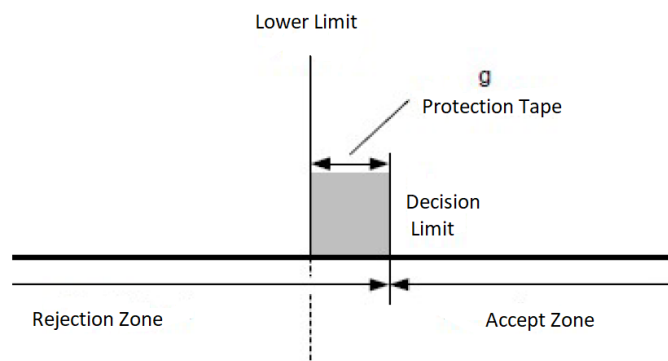 Lower Limit
g
Protection Tape
Decision
Limit
Rejection Zone
Accept Zone